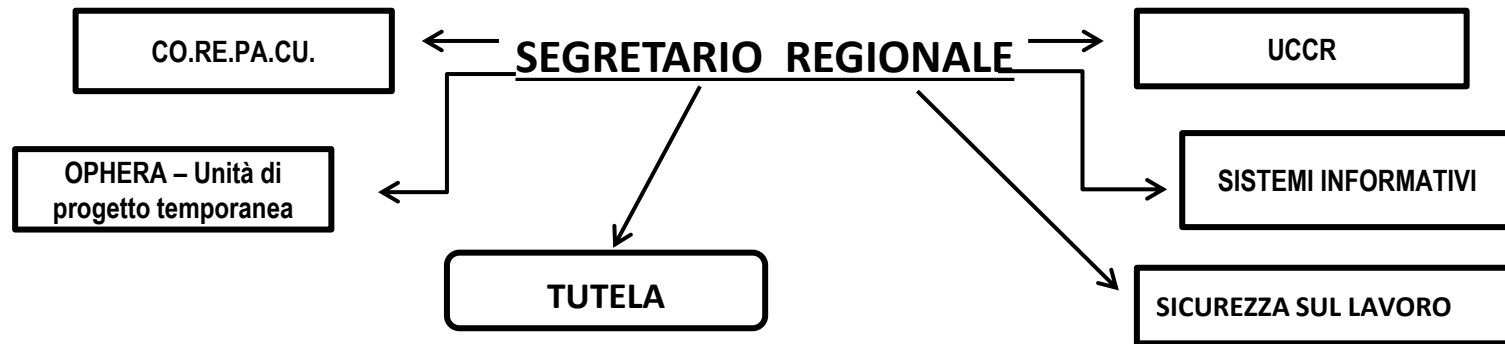 CO.RE.PA.CU.
SEGRETARIO REGIONALE
UCCR
OPHERA – Unità di
progetto temporanea
SISTEMI INFORMATIVI
TUTELA
SICUREZZA SUL LAVORO